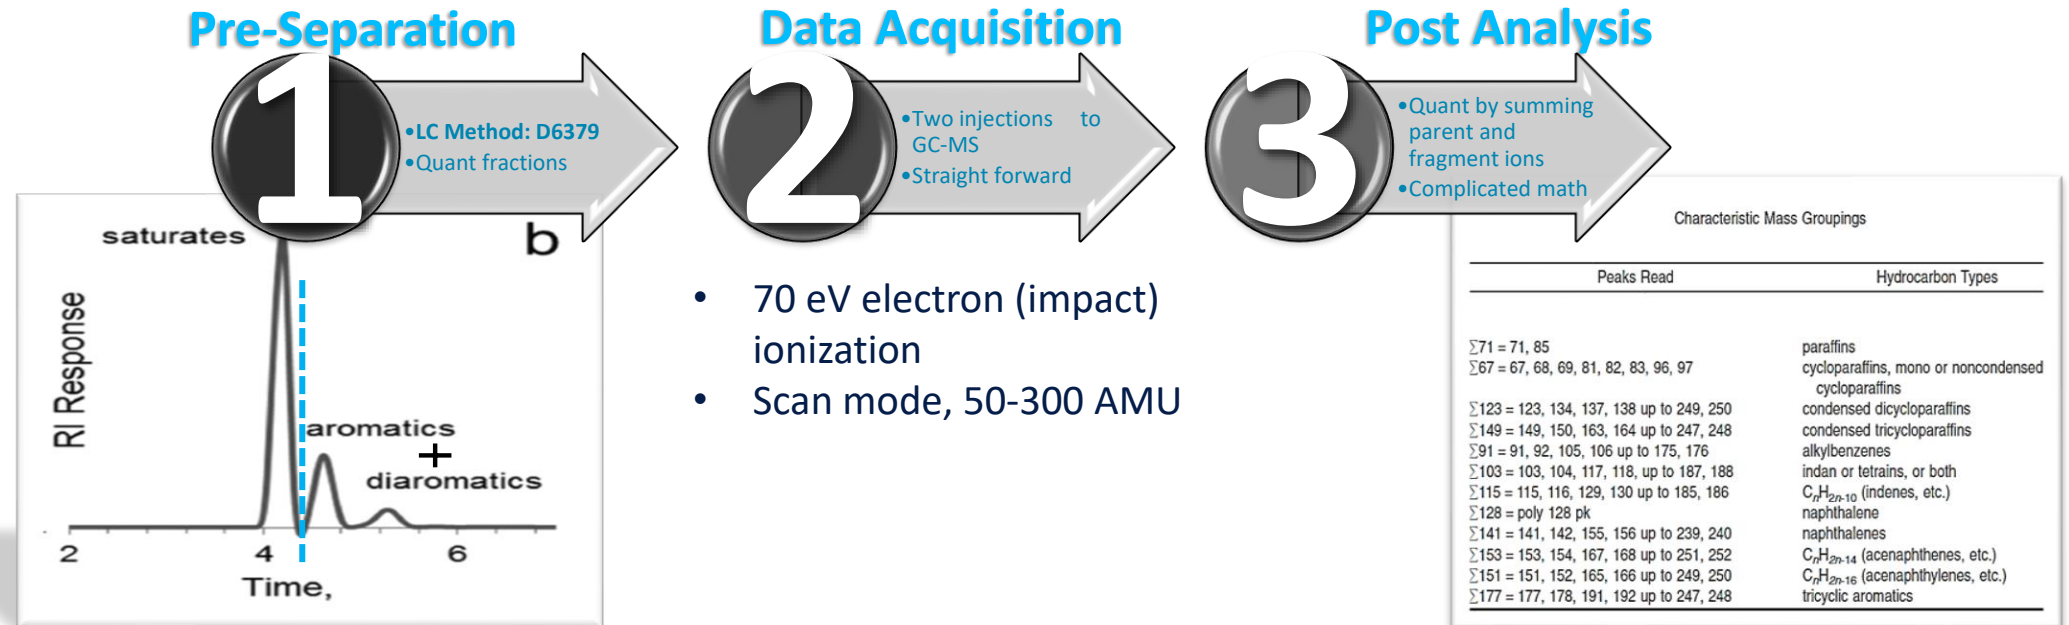 Pre-Separation
1
•LC Method: D6379
•Quant fractions
Data Acquisition
2
•Two injections to
GC-MS
•Straight forward
Post Analysis
3
•Quant by summing
parent and
fragment ions
•Complicated math
saturates
b
RI Response
aromatics
+
diaromatics
2 4 6
Time,
• 70 eV electron (impact)
ionization
• Scan mode, 50-300 AMU
Characteristic Mass Groupings
Peaks Read Hydrocarbon Types
∑71 = 71, 85 paraffins
∑67 = 67, 68, 69, 81, 82, 83, 96, 97 cycloparaffins, mono or noncondensed
cycloparaffins
∑123 = 123, 134, 137, 138 up to 249, 250 condensed dicycloparaffins
∑149 = 149, 150, 163, 164 up to 247, 248 condensed tricycloparaffins
∑91 = 91, 92, 105, 106 up to 175, 176 alkylbenzenes
∑103 = 103, 104, 117, 118, up to 187, 188 indan or tetrains, or both
∑115 = 115, 116, 129, 130 up to 185, 186 CnH2n-10 (indenes, etc.)
∑128 = poly 128 pk naphthalene
∑141 = 141, 142, 155, 156 up to 239, 240 naphthalenes
∑153 = 153, 154, 167, 168 up to 251, 252 CnH2n-14 (acenaphthenes, etc.)
∑151 = 151, 152, 165, 166 up to 249, 250 CnH2n-16 (acenaphthylenes, etc.)
∑177 = 177, 178, 191, 192 up to 247, 248 tricyclic aromatics